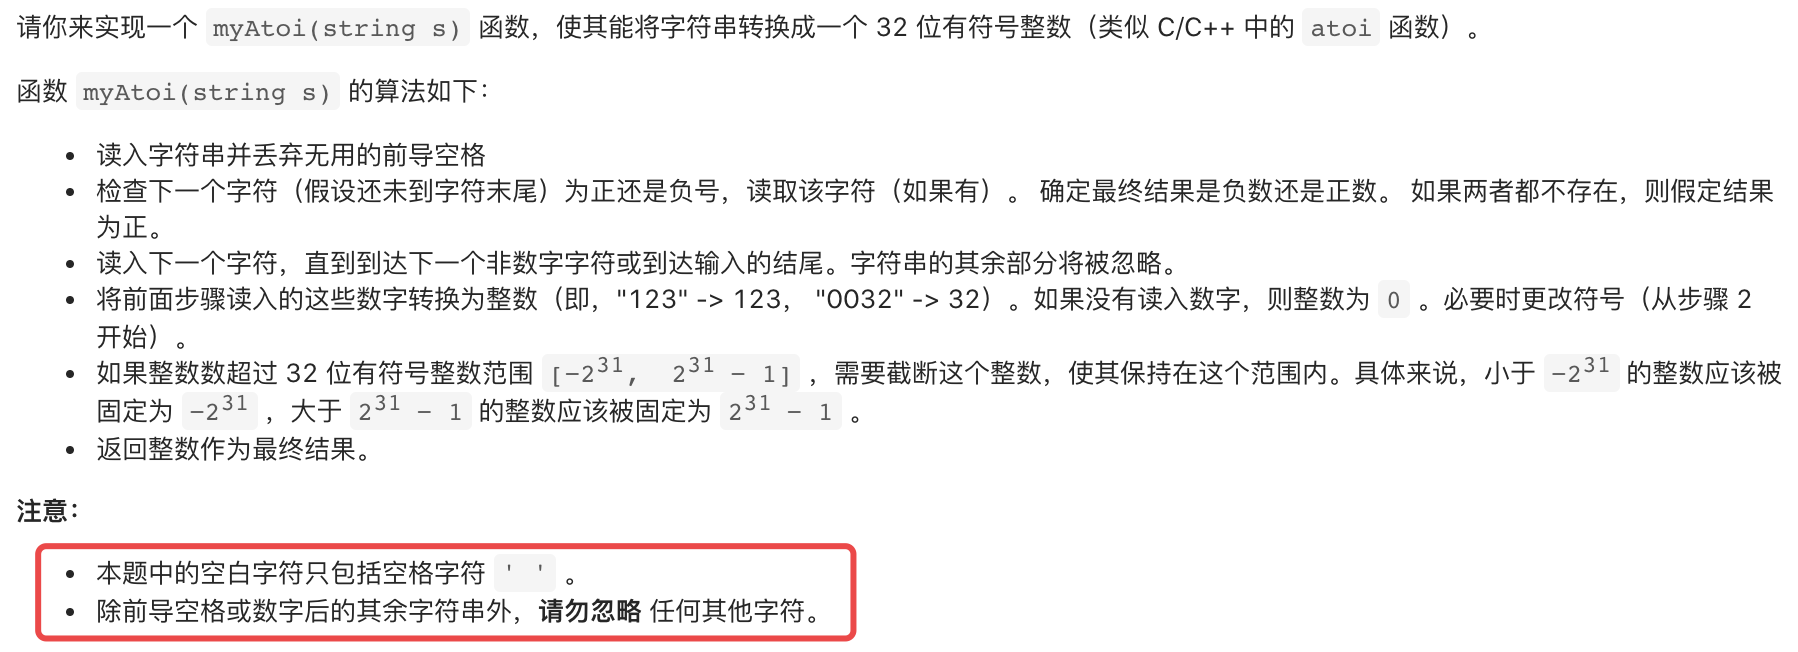 请你来实现一个 myAtoi(string s) 函数，使其能将字符串转换成一个 32 位有符号整数（类似 C/C++ 中的 atoi 函数）。
函数 myAtoi(string s) 的算法如下：
• 读入字符串并丢弃无用的前导空格
• 检查下一个字符（假设还未到字符末尾）为正还是负号，读取该字符（如果有）。 确定最终结果是负数还是正数。 如果两者都不存在，则假定结果
为正。
• 读入下一个字符，直到到达下一个非数字字符或到达输入的结尾。字符串的其余部分将被忽略。
• 将前面步骤读入的这些数字转换为整数（即，"123" -> 123， "0032" -> 32）。如果没有读入数字，则整数为 0 。必要时更改符号（从步骤 2
开始）。
• 如果整数数超过 32 位有符号整数范围 [−2³¹,  2³¹ − 1] ，需要截断这个整数，使其保持在这个范围内。具体来说，小于 −2³¹ 的整数应该被
固定为 −2³¹ ，大于 2³¹ − 1 的整数应该被固定为 2³¹ − 1 。
• 返回整数作为最终结果。
注意：
• 本题中的空白字符只包括空格字符 ' ' 。
• 除前导空格或数字后的其余字符串外，请勿忽略 任何其他字符。